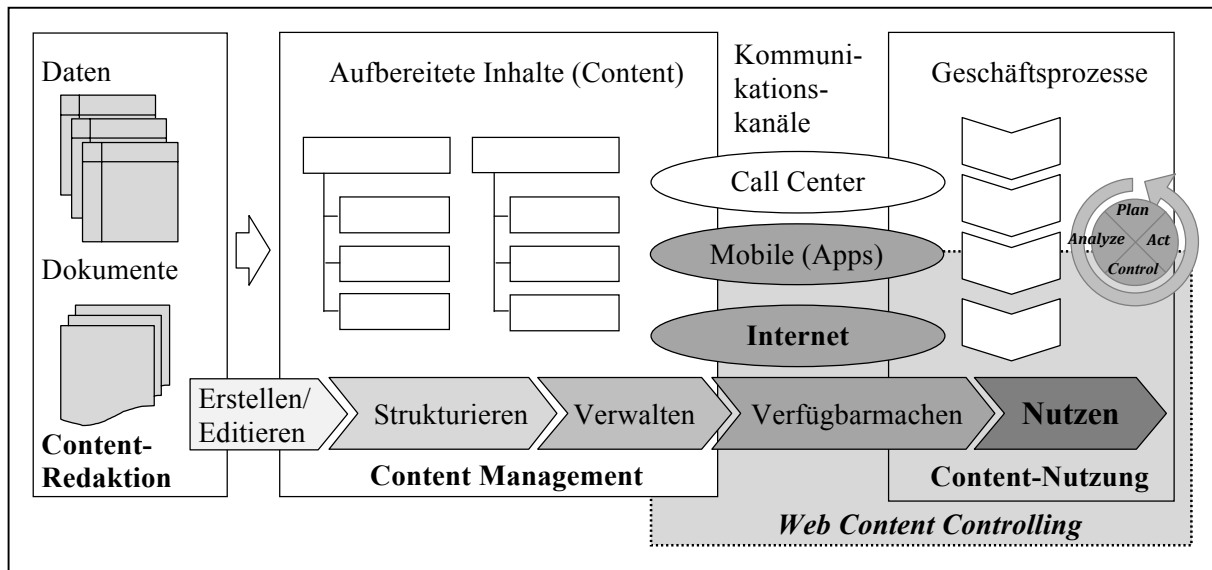 Daten
Dokumente
Content-
Redaktion
Aufbereitete Inhalte (Content)
Kommuni-
kations-
kanäle
Call Center
Mobile (Apps)
Internet
Geschäftsprozesse
Plan
Analyze
Act
Control
Erstellen/
Editieren
Strukturieren
Verwalten
Verfügbarmachen
Nutzen
Content Management
Content-Nutzung
Web Content Controlling